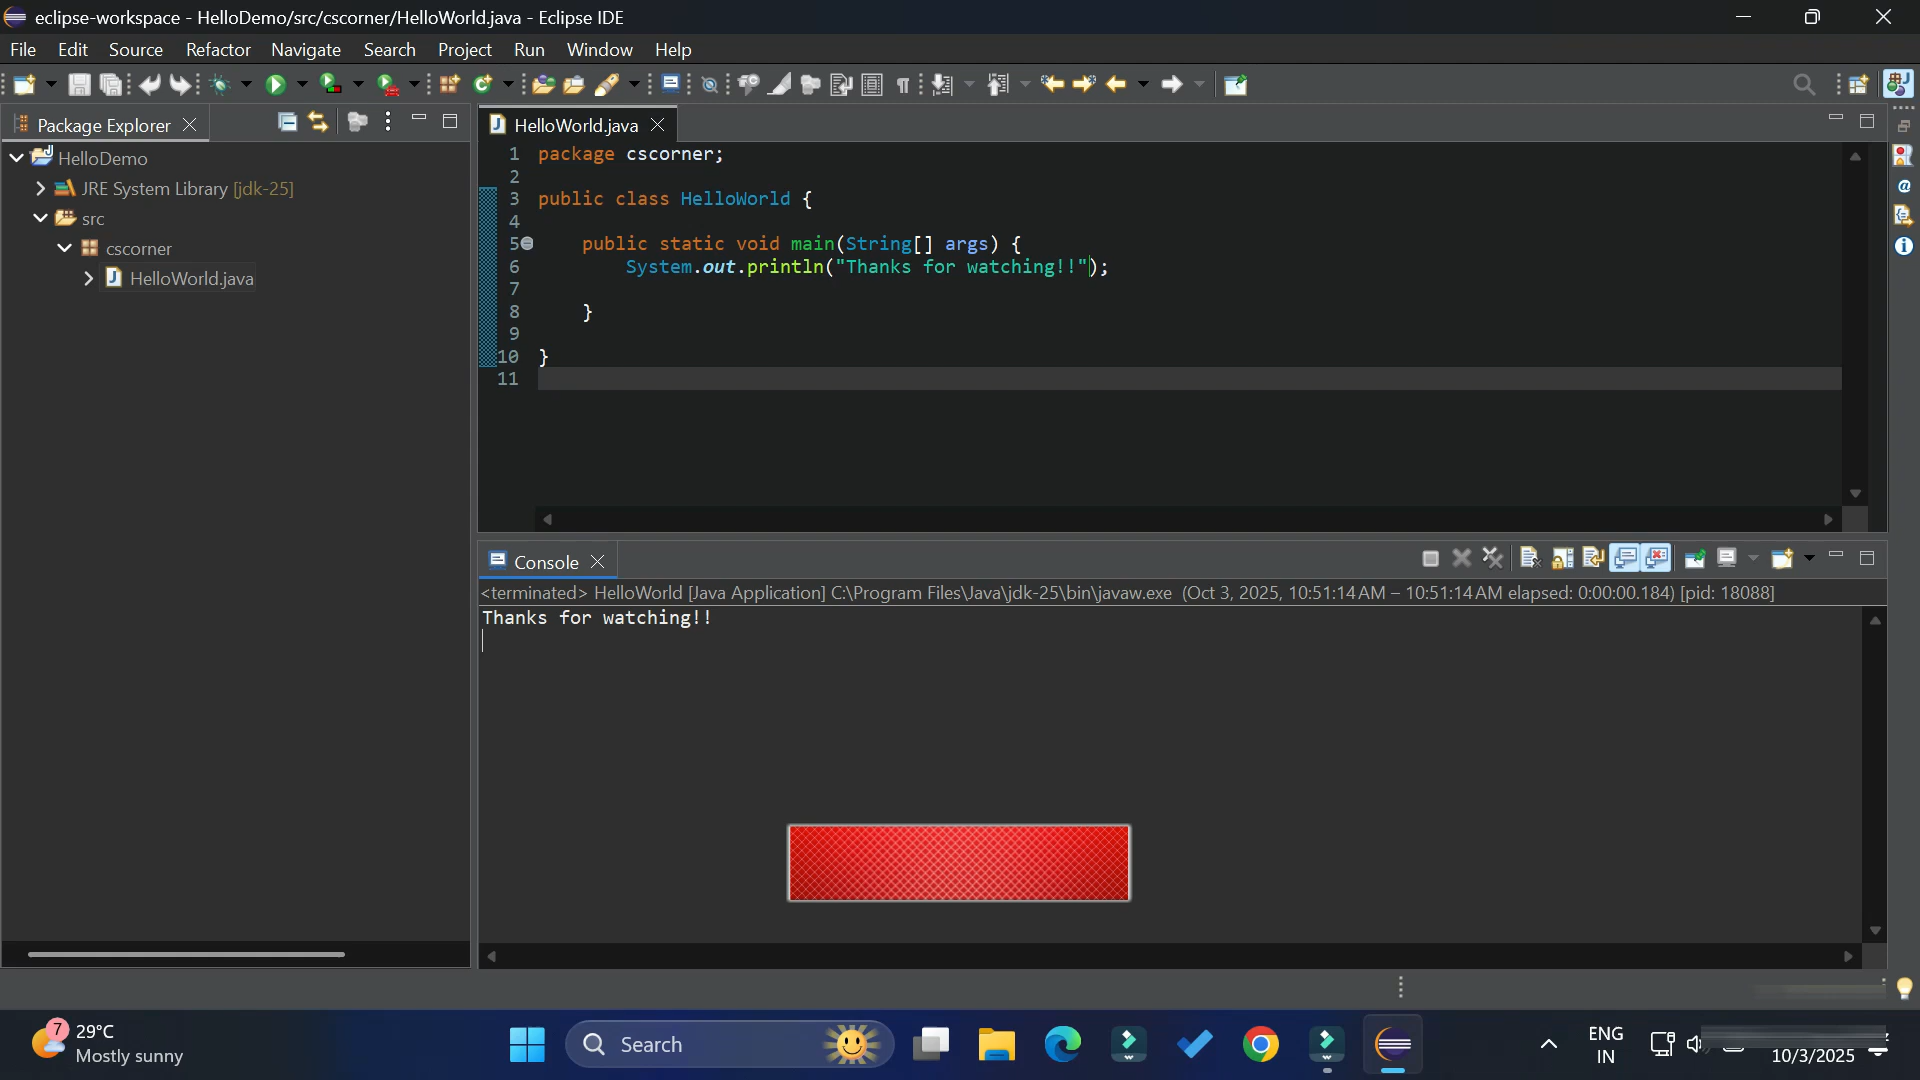 eclipse-workspace - HelloDemo/src/cscorner/HelloWorld.java - Eclipse IDE
File Edit Source Refactor Navigate Search Project Run Window Help
Package Explorer
HelloDemo
JRE System Library [jdk-25]
src
cscorner
HelloWorld.java
HelloWorld.java
1 package cscorner;
2
3 public class HelloWorld {
4
5 public static void main(String[] args) {
6 System.out.println("Thanks for watching!!");
7
8 }
9
10 }
11
Console
<terminated> HelloWorld [Java Application] C:\Program Files\Java\jdk-25\bin\javaw.exe (Oct 3, 2025, 10:51:14 AM – 10:51:14 AM elapsed: 0:00:00.184) [pid: 18088]
Thanks for watching!!
7
29°C
Mostly sunny
Search
ENG
IN
10/3/2025